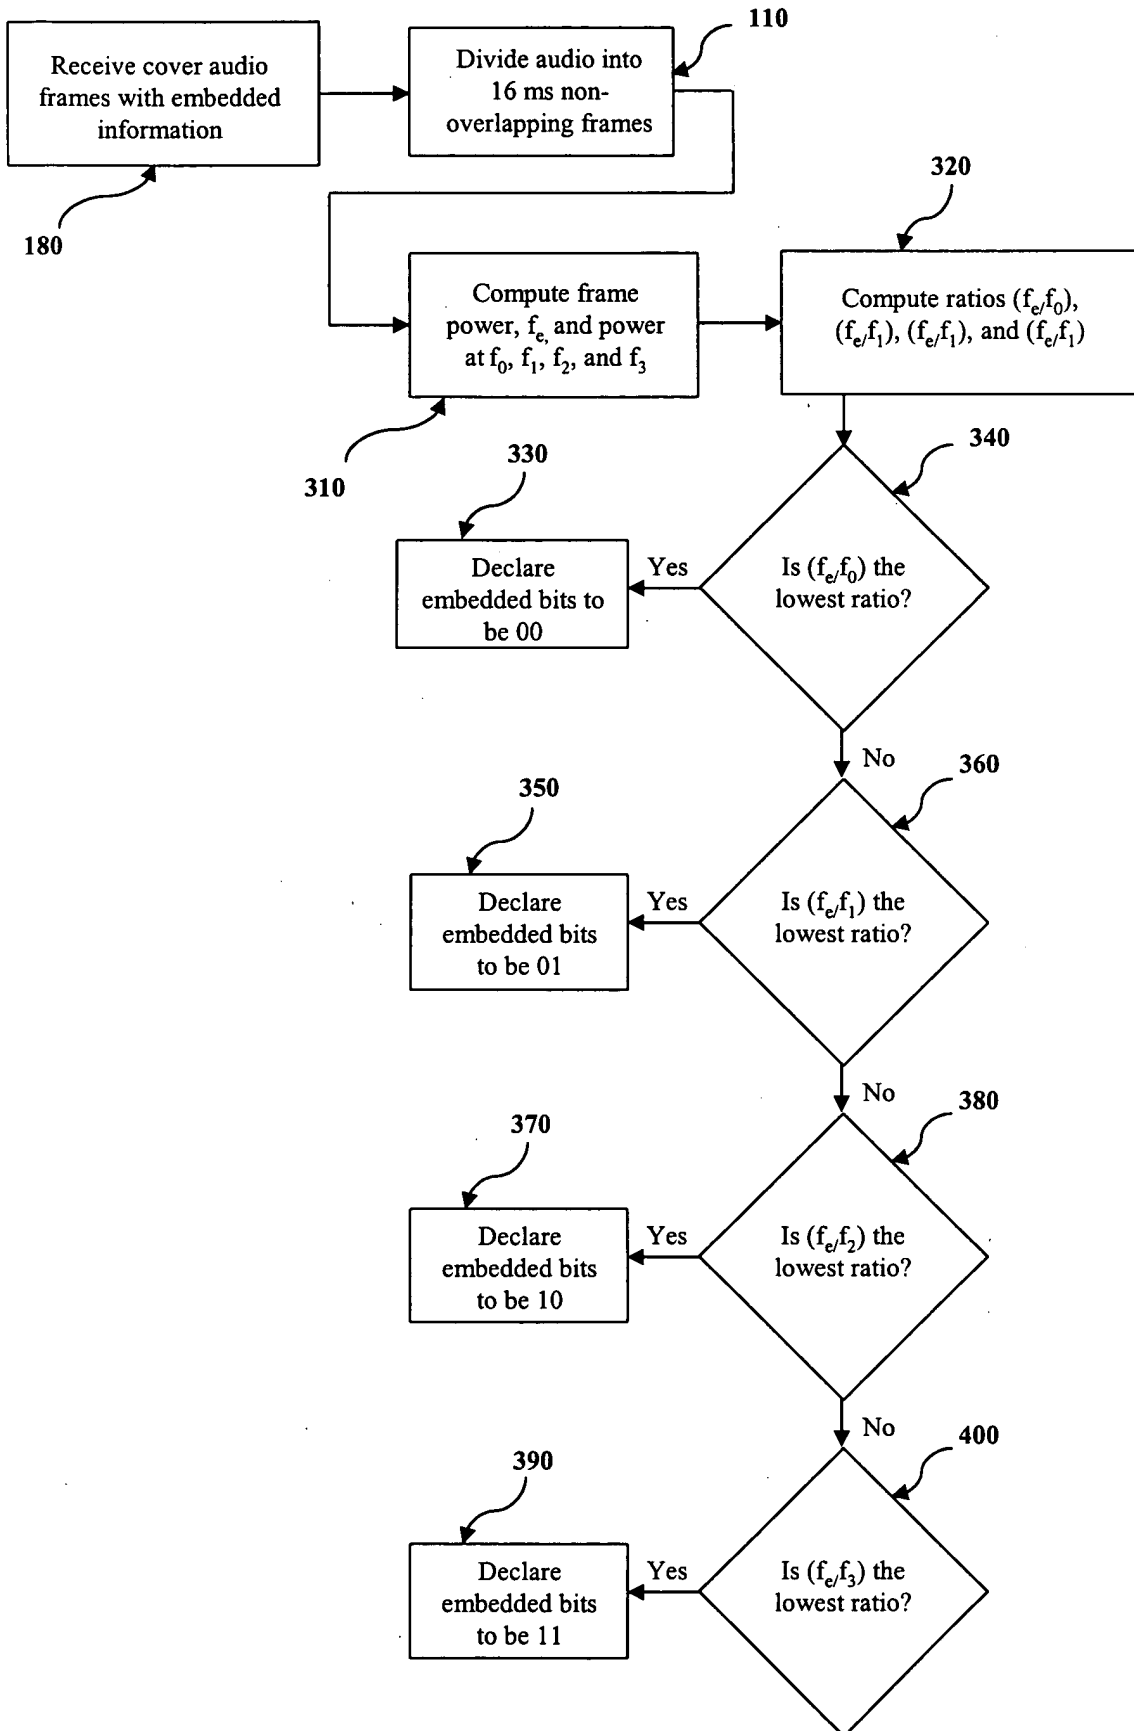 110
Receive cover audio
frames with embedded
information
Divide audio into
16 ms non-
overlapping frames
180
320
Compute frame
power, fₑ, and power
at f₀, f₁, f₂, and f₃
Compute ratios (fₑ/f₀),
(fₑ/f₁), (fₑ/f₁), and (fₑ/f₁)
310
330
340
Declare
embedded bits to
be 00
Yes
Is (fₑ/f₀) the
lowest ratio?
No
350
360
Declare
embedded bits
to be 01
Yes
Is (fₑ/f₁) the
lowest ratio?
No
370
380
Declare
embedded bits
to be 10
Yes
Is (fₑ/f₂) the
lowest ratio?
No
390
400
Declare
embedded bits
to be 11
Yes
Is (fₑ/f₃) the
lowest ratio?